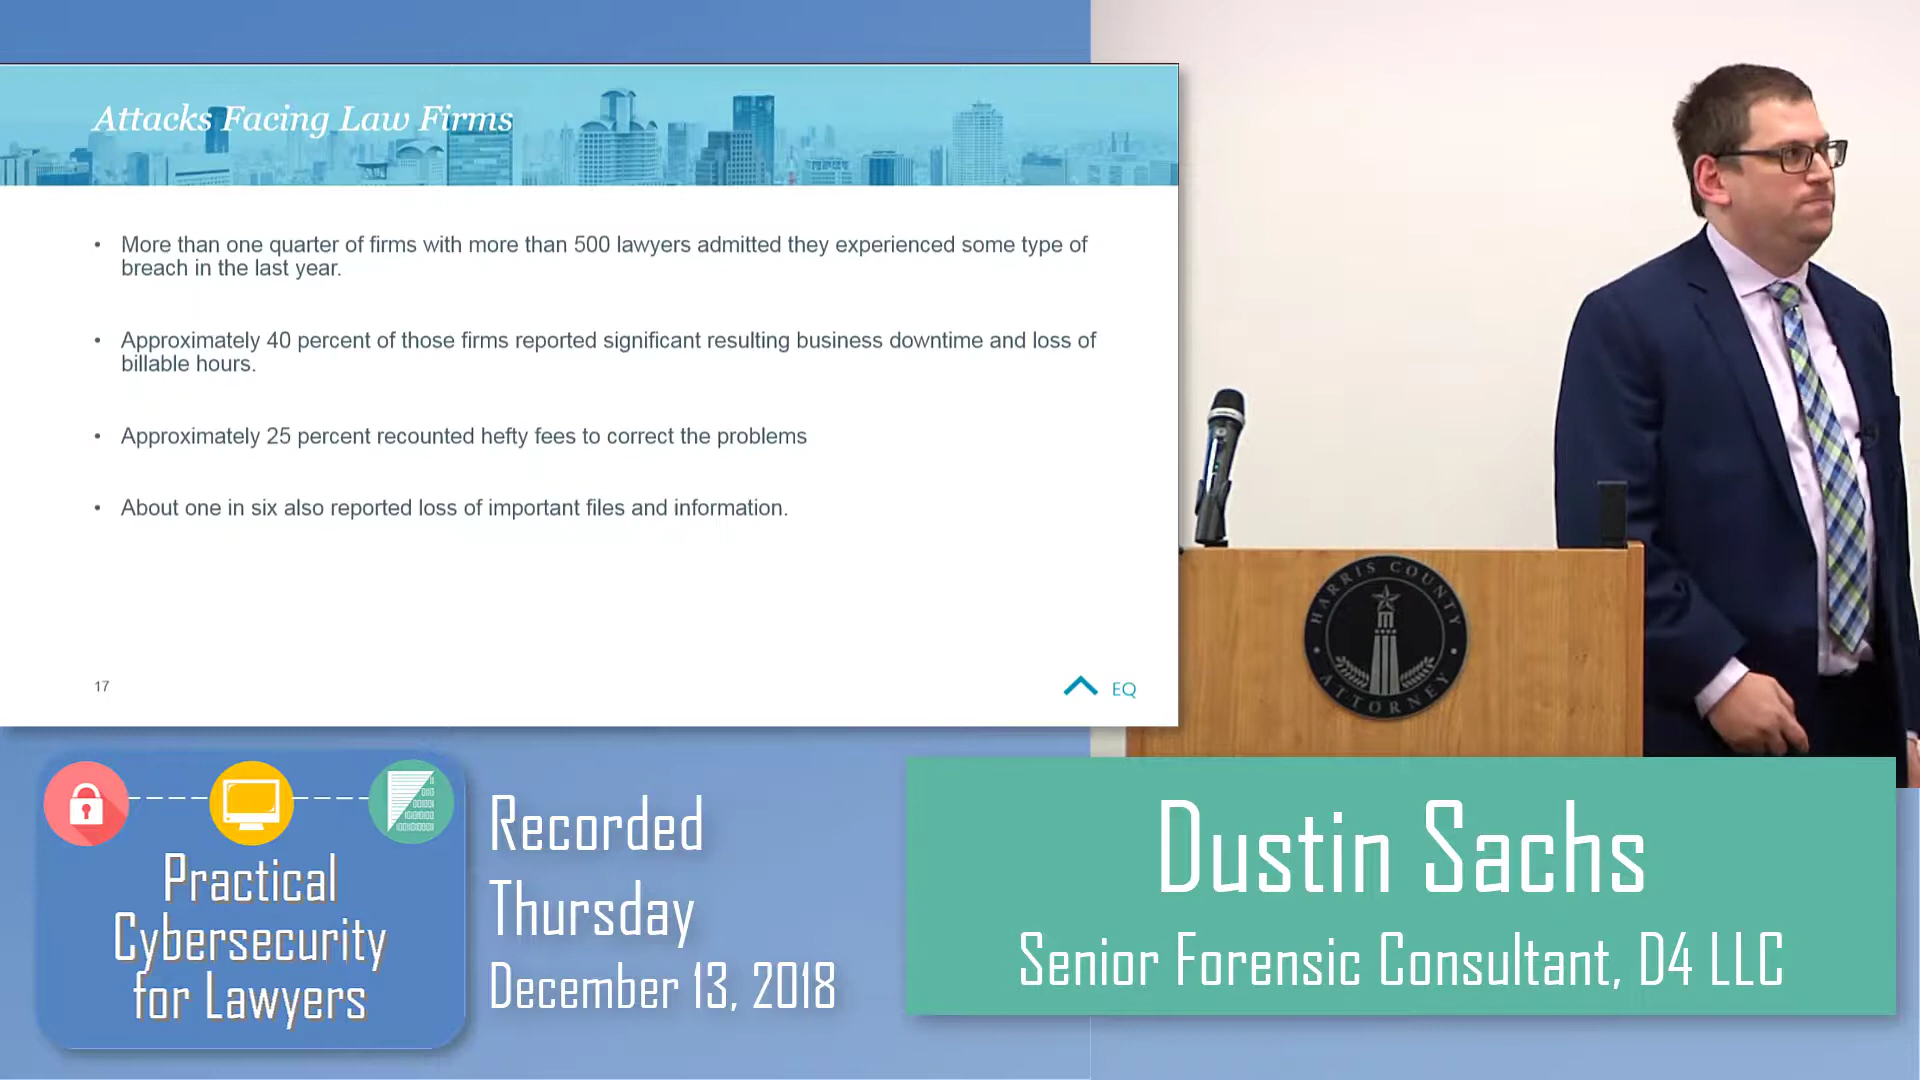 Attacks Facing Law Firms
• More than one quarter of firms with more than 500 lawyers admitted they experienced some type of
breach in the last year.
• Approximately 40 percent of those firms reported significant resulting business downtime and loss of
billable hours.
• Approximately 25 percent recounted hefty fees to correct the problems
• About one in six also reported loss of important files and information.
17
EQ
HARRIS COUNTY
ATTORNEY
Practical
Cybersecurity
for Lawyers
Recorded
Thursday
December 13, 2018
Dustin Sachs
Senior Forensic Consultant, D4 LLC